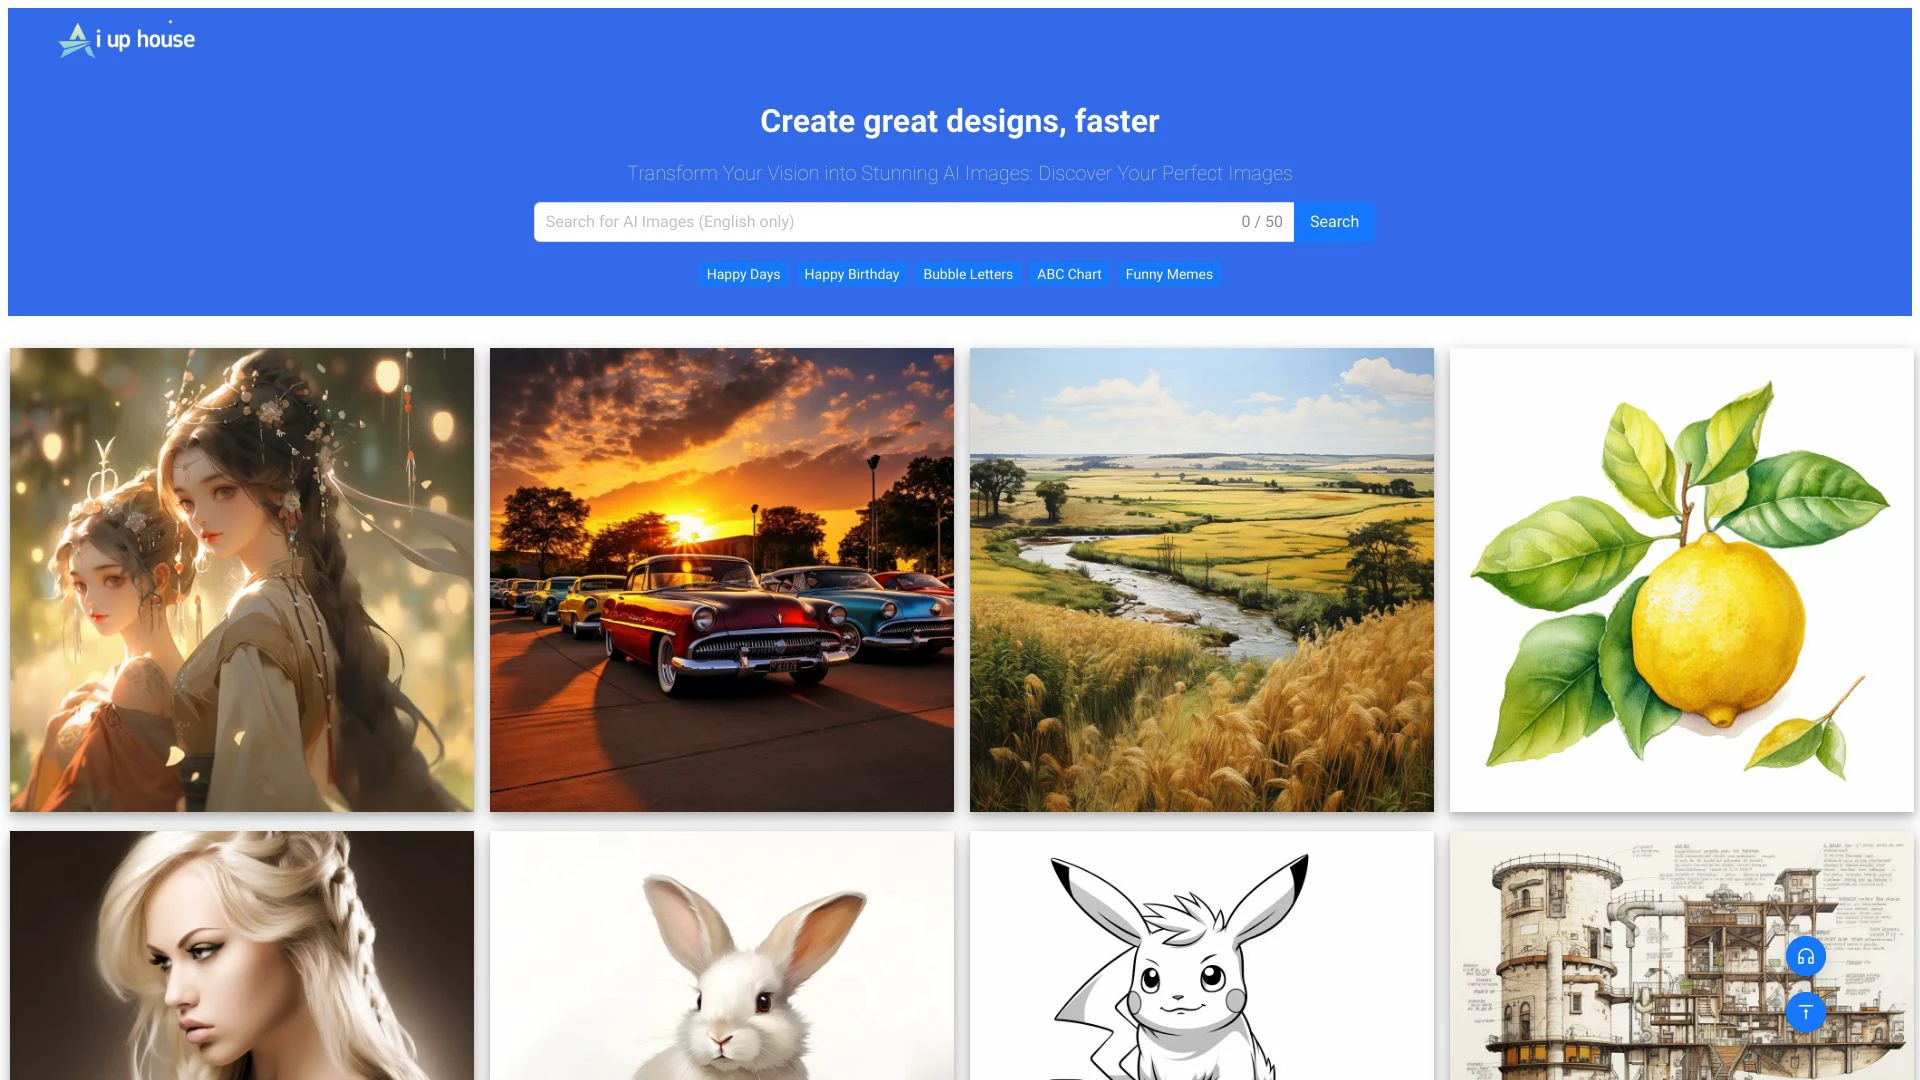 Ai up house
Create great designs, faster
Transform Your Vision into Stunning AI Images: Discover Your Perfect Images
Search for AI Images (English only)
0 / 50
Search
Happy Days
Happy Birthday
Bubble Letters
ABC Chart
Funny Memes